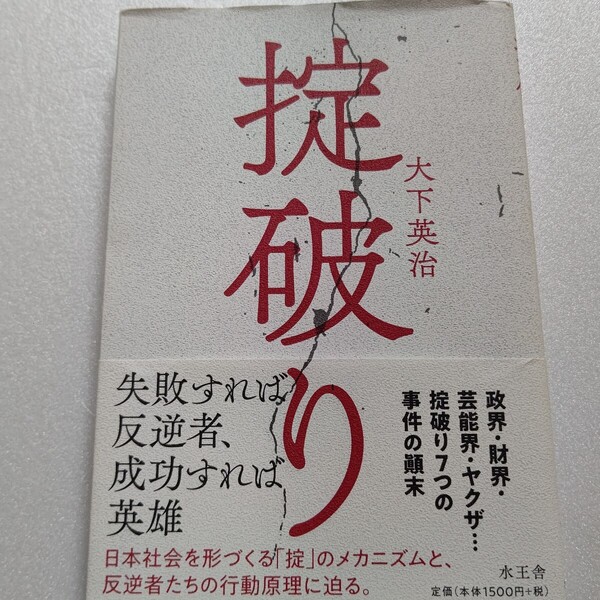 掟破り
大下英治
政界・財界・
芸能界・ヤクザ…
掟破り7つの
事件の顛末
失敗すれば
反逆者、
成功すれば
英雄
日本社会を形づくる「掟」のメカニズムと、
反逆者たちの行動原理に迫る。
水王舎
定価(本体1500円+税)